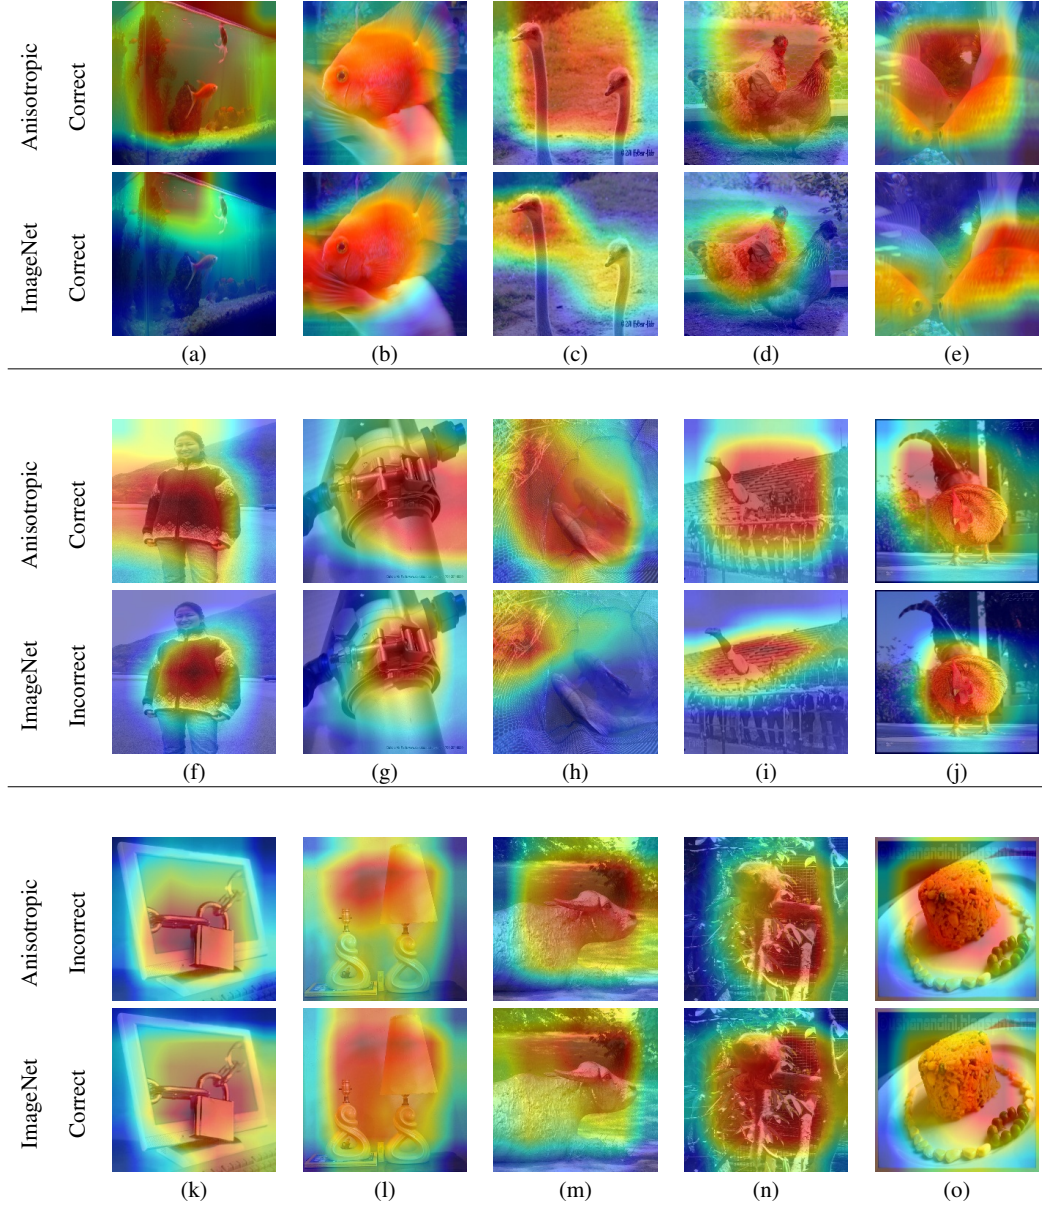 Anisotropic
Correct
ImageNet
Correct
(a) (b) (c) (d) (e)
Anisotropic
Correct
ImageNet
Incorrect
(f) (g) (h) (i) (j)
Anisotropic
Incorrect
ImageNet
Correct
(k) (l) (m) (n) (o)